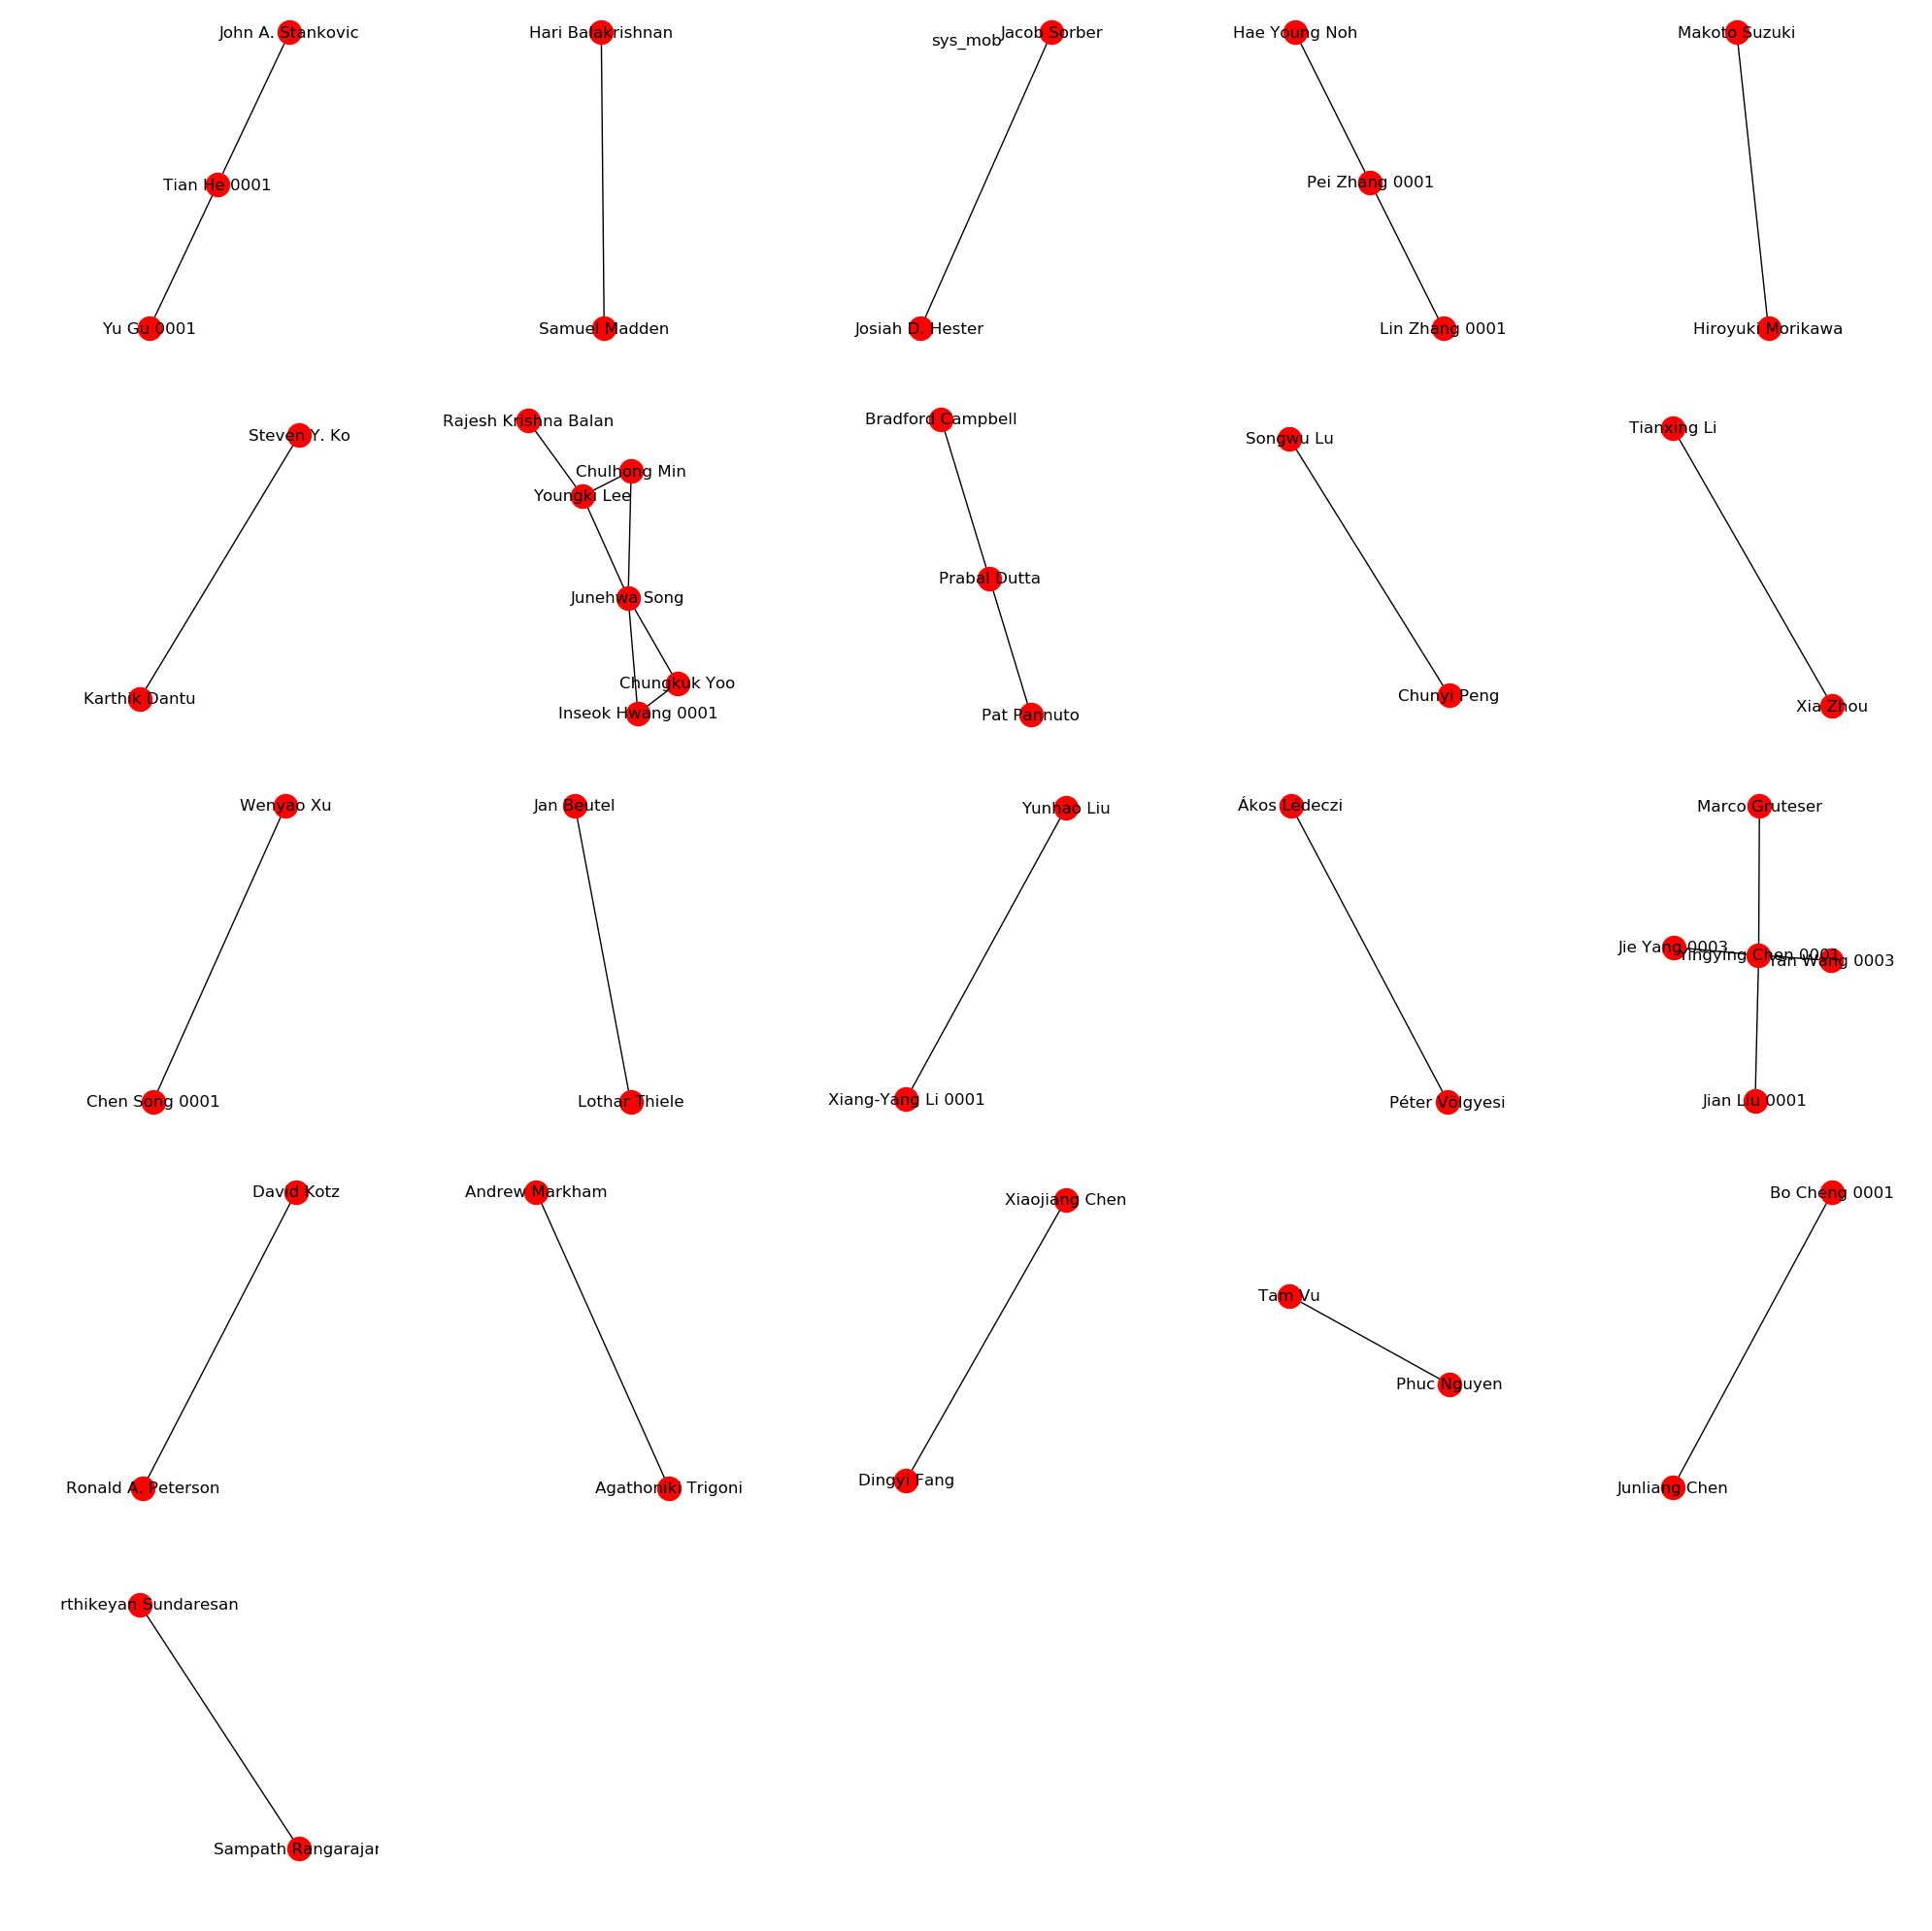 John A. Stankovic
Hari Balakrishnan
sys_mob
Jacob Sorber
Hae Young Noh
Makoto Suzuki
Tian He 0001
Pei Zhang 0001
Yu Gu 0001
Samuel Madden
Josiah D. Hester
Lin Zhang 0001
Hiroyuki Morikawa
Steven Y. Ko
Rajesh Krishna Balan
Bradford Campbell
Songwu Lu
Tianxing Li
Chulhong Min
Youngki Lee
Prabal Dutta
Junehwa Song
Karthik Dantu
Chungkuk Yoo
Inseok Hwang 0001
Pat Pannuto
Chunyi Peng
Xia Zhou
Wenyao Xu
Jan Beutel
Yunhao Liu
Ákos Lédeczi
Marco Gruteser
Jie Yang 0003
Yingying Chen 0001
Yan Wang 0003
Chen Song 0001
Lothar Thiele
Xiang-Yang Li 0001
Péter Völgyesi
Jian Liu 0001
David Kotz
Andrew Markham
Xiaojiang Chen
Tam Vu
Bo Cheng 0001
Phuc Nguyen
Ronald A. Peterson
Agathoniki Trigoni
Dingyi Fang
Junliang Chen
rthikeyan Sundaresan
Sampath Rangarajan